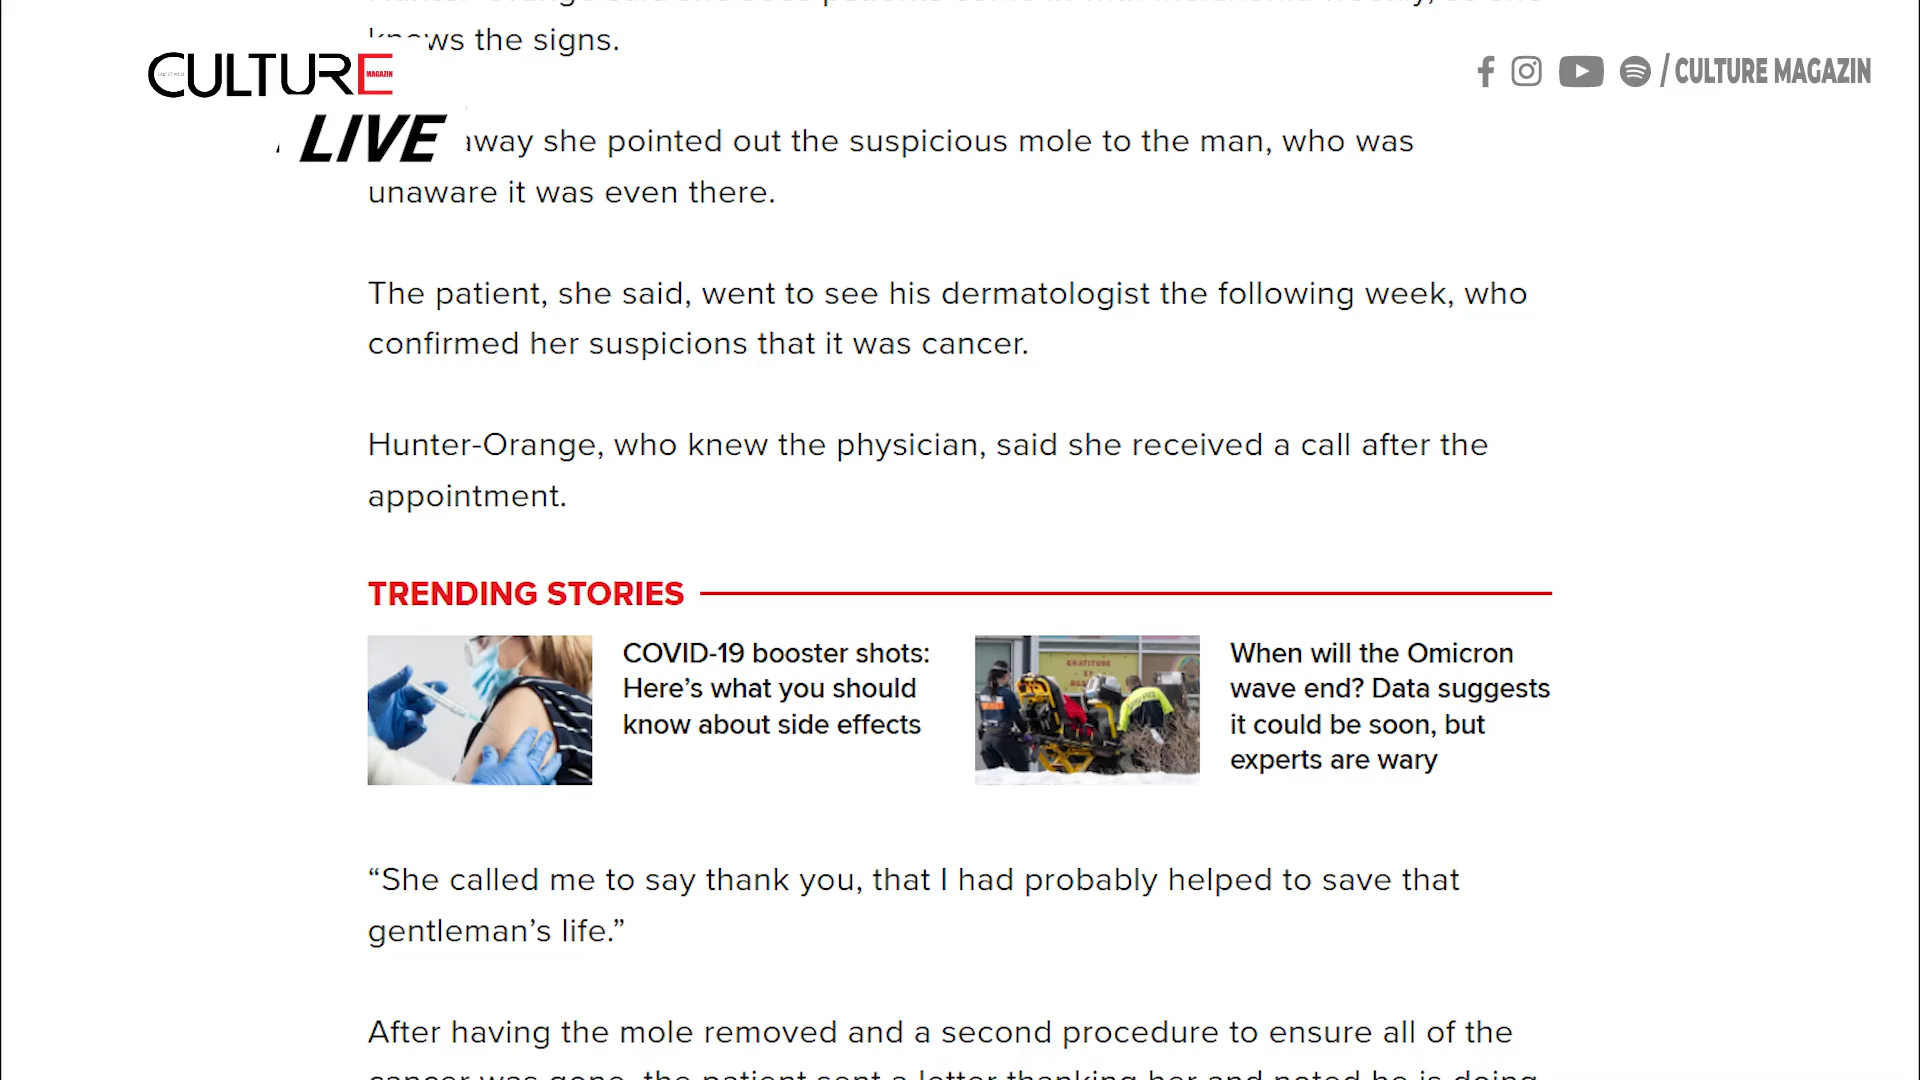 knows the signs.
CULTURE
MAGAZIN
/ CULTURE MAGAZIN
LIVE
away she pointed out the suspicious mole to the man, who was
unaware it was even there.
The patient, she said, went to see his dermatologist the following week, who
confirmed her suspicions that it was cancer.
Hunter-Orange, who knew the physician, said she received a call after the
appointment.
TRENDING STORIES
COVID-19 booster shots:
Here’s what you should
know about side effects
GRATITUDE
When will the Omicron
wave end? Data suggests
it could be soon, but
experts are wary
“She called me to say thank you, that I had probably helped to save that
gentleman’s life.”
After having the mole removed and a second procedure to ensure all of the
cancer was gone, the patient sent a letter thanking her and noted he is doing